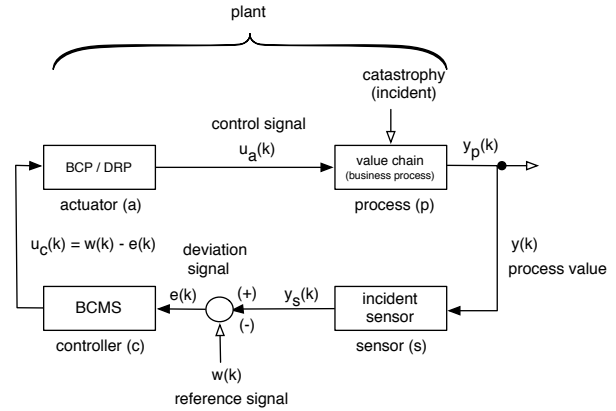 plant
catastrophy
(incident)
control signal
u_a(k)
y_p(k)
BCP / DRP
value chain
(business process)
actuator (a)
process (p)
u_c(k) = w(k) - e(k)
deviation
signal
y(k)
process value
e(k)
(+)
y_s(k)
(-)
BCMS
incident
sensor
controller (c)
sensor (s)
w(k)
reference signal